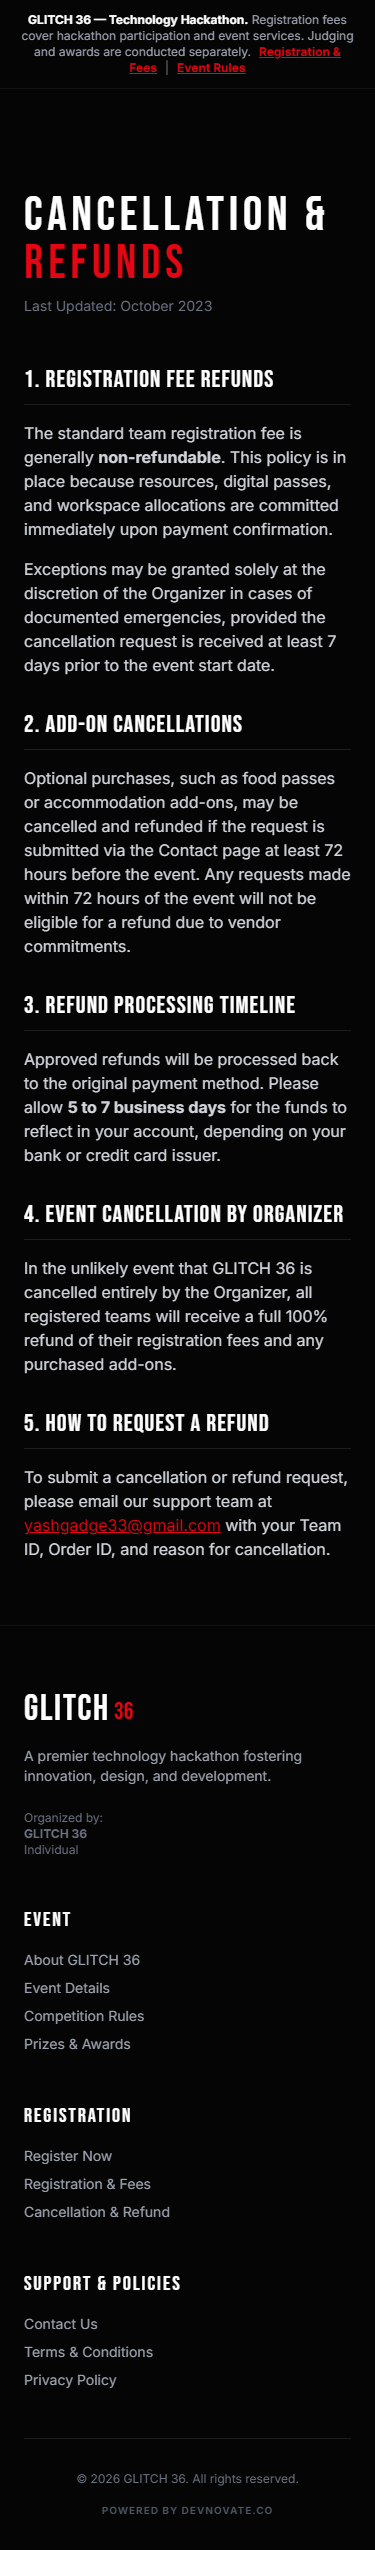 GLITCH 36 — Technology Hackathon. Registration fees
cover hackathon participation and event services. Judging
and awards are conducted separately. Registration &
Fees | Event Rules
CANCELLATION &
REFUNDS
Last Updated: October 2023
1. REGISTRATION FEE REFUNDS
The standard team registration fee is
generally non-refundable. This policy is in
place because resources, digital passes,
and workspace allocations are committed
immediately upon payment confirmation.
Exceptions may be granted solely at the
discretion of the Organizer in cases of
documented emergencies, provided the
cancellation request is received at least 7
days prior to the event start date.
2. ADD-ON CANCELLATIONS
Optional purchases, such as food passes
or accommodation add-ons, may be
cancelled and refunded if the request is
submitted via the Contact page at least 72
hours before the event. Any requests made
within 72 hours of the event will not be
eligible for a refund due to vendor
commitments.
3. REFUND PROCESSING TIMELINE
Approved refunds will be processed back
to the original payment method. Please
allow 5 to 7 business days for the funds to
reflect in your account, depending on your
bank or credit card issuer.
4. EVENT CANCELLATION BY ORGANIZER
In the unlikely event that GLITCH 36 is
cancelled entirely by the Organizer, all
registered teams will receive a full 100%
refund of their registration fees and any
purchased add-ons.
5. HOW TO REQUEST A REFUND
To submit a cancellation or refund request,
please email our support team at
yashgadge33@gmail.com with your Team
ID, Order ID, and reason for cancellation.
GLITCH 36
A premier technology hackathon fostering
innovation, design, and development.
Organized by:
GLITCH 36
Individual
EVENT
About GLITCH 36
Event Details
Competition Rules
Prizes & Awards
REGISTRATION
Register Now
Registration & Fees
Cancellation & Refund
SUPPORT & POLICIES
Contact Us
Terms & Conditions
Privacy Policy
© 2026 GLITCH 36. All rights reserved.
POWERED BY DEVNOVATE.CO